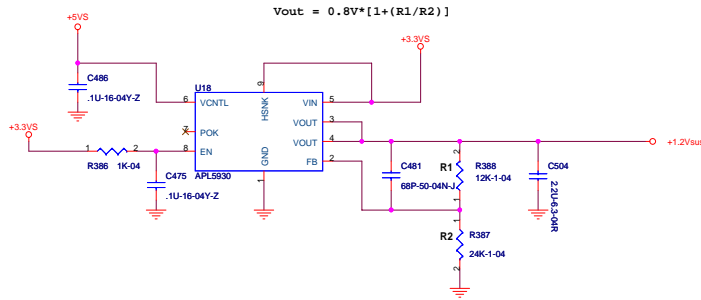 Vout = 0.8V*[1+(R1/R2)]
+5VS
+3.3VS
C486
.1U-16-04Y-Z
U18
9
6
VCNTL
HSNK
VIN
5
VOUT
3
7
POK
VOUT
4
+1.2Vsus
+3.3VS
1
2
8
EN
GND
FB
2
R386
1K-04
APL5930
1
C475
.1U-16-04Y-Z
C481
68P-50-04N-J
R1
2
R388
12K-1-04
1
C504
2.2U-6.3-04R
R2
1
R387
24K-1-04
2